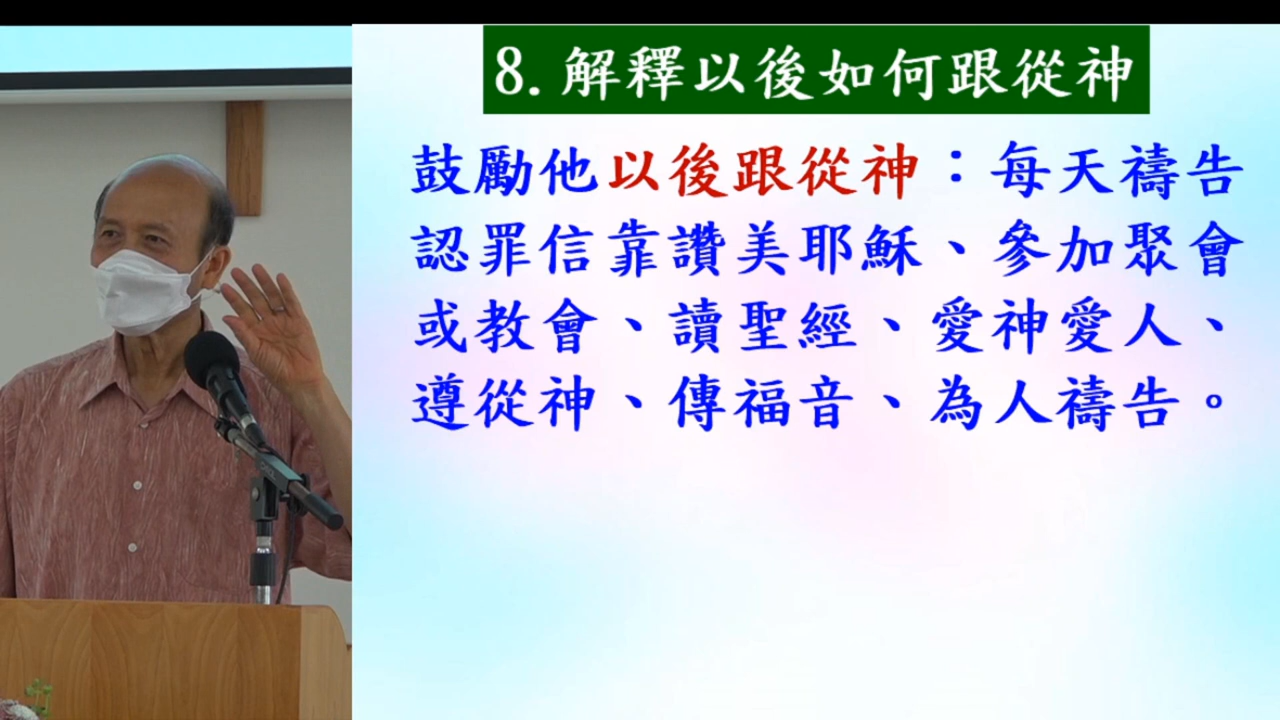 8. 解釋以後如何跟從神
鼓勵他以後跟從神：每天禱告
認罪信靠讚美耶穌、參加聚會
或教會、讀聖經、愛神愛人、
遵從神、傳福音、為人禱告。